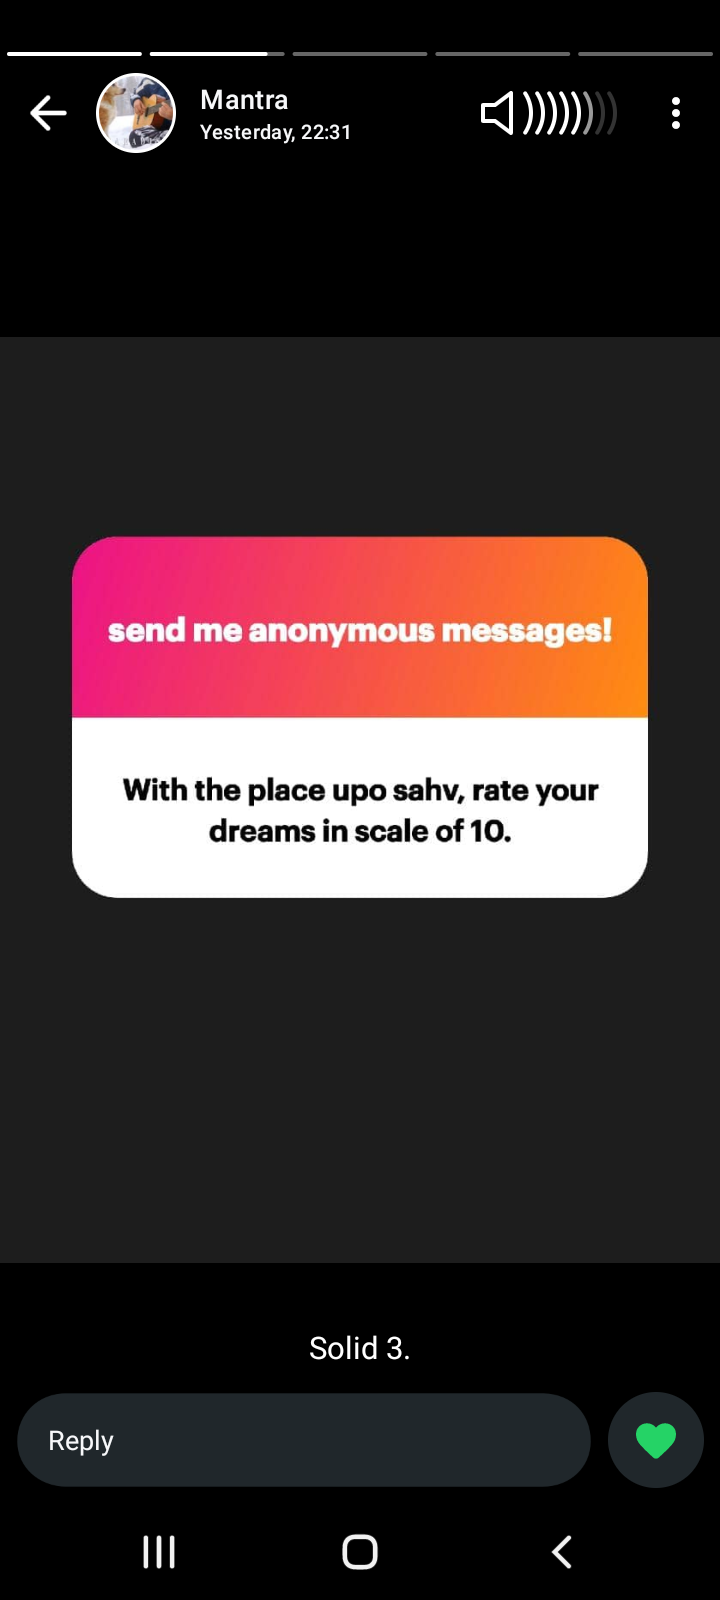 Mantra
Yesterday, 22:31
send me anonymous messages!
With the place upo sahv, rate your
dreams in scale of 10.
Solid 3.
Reply